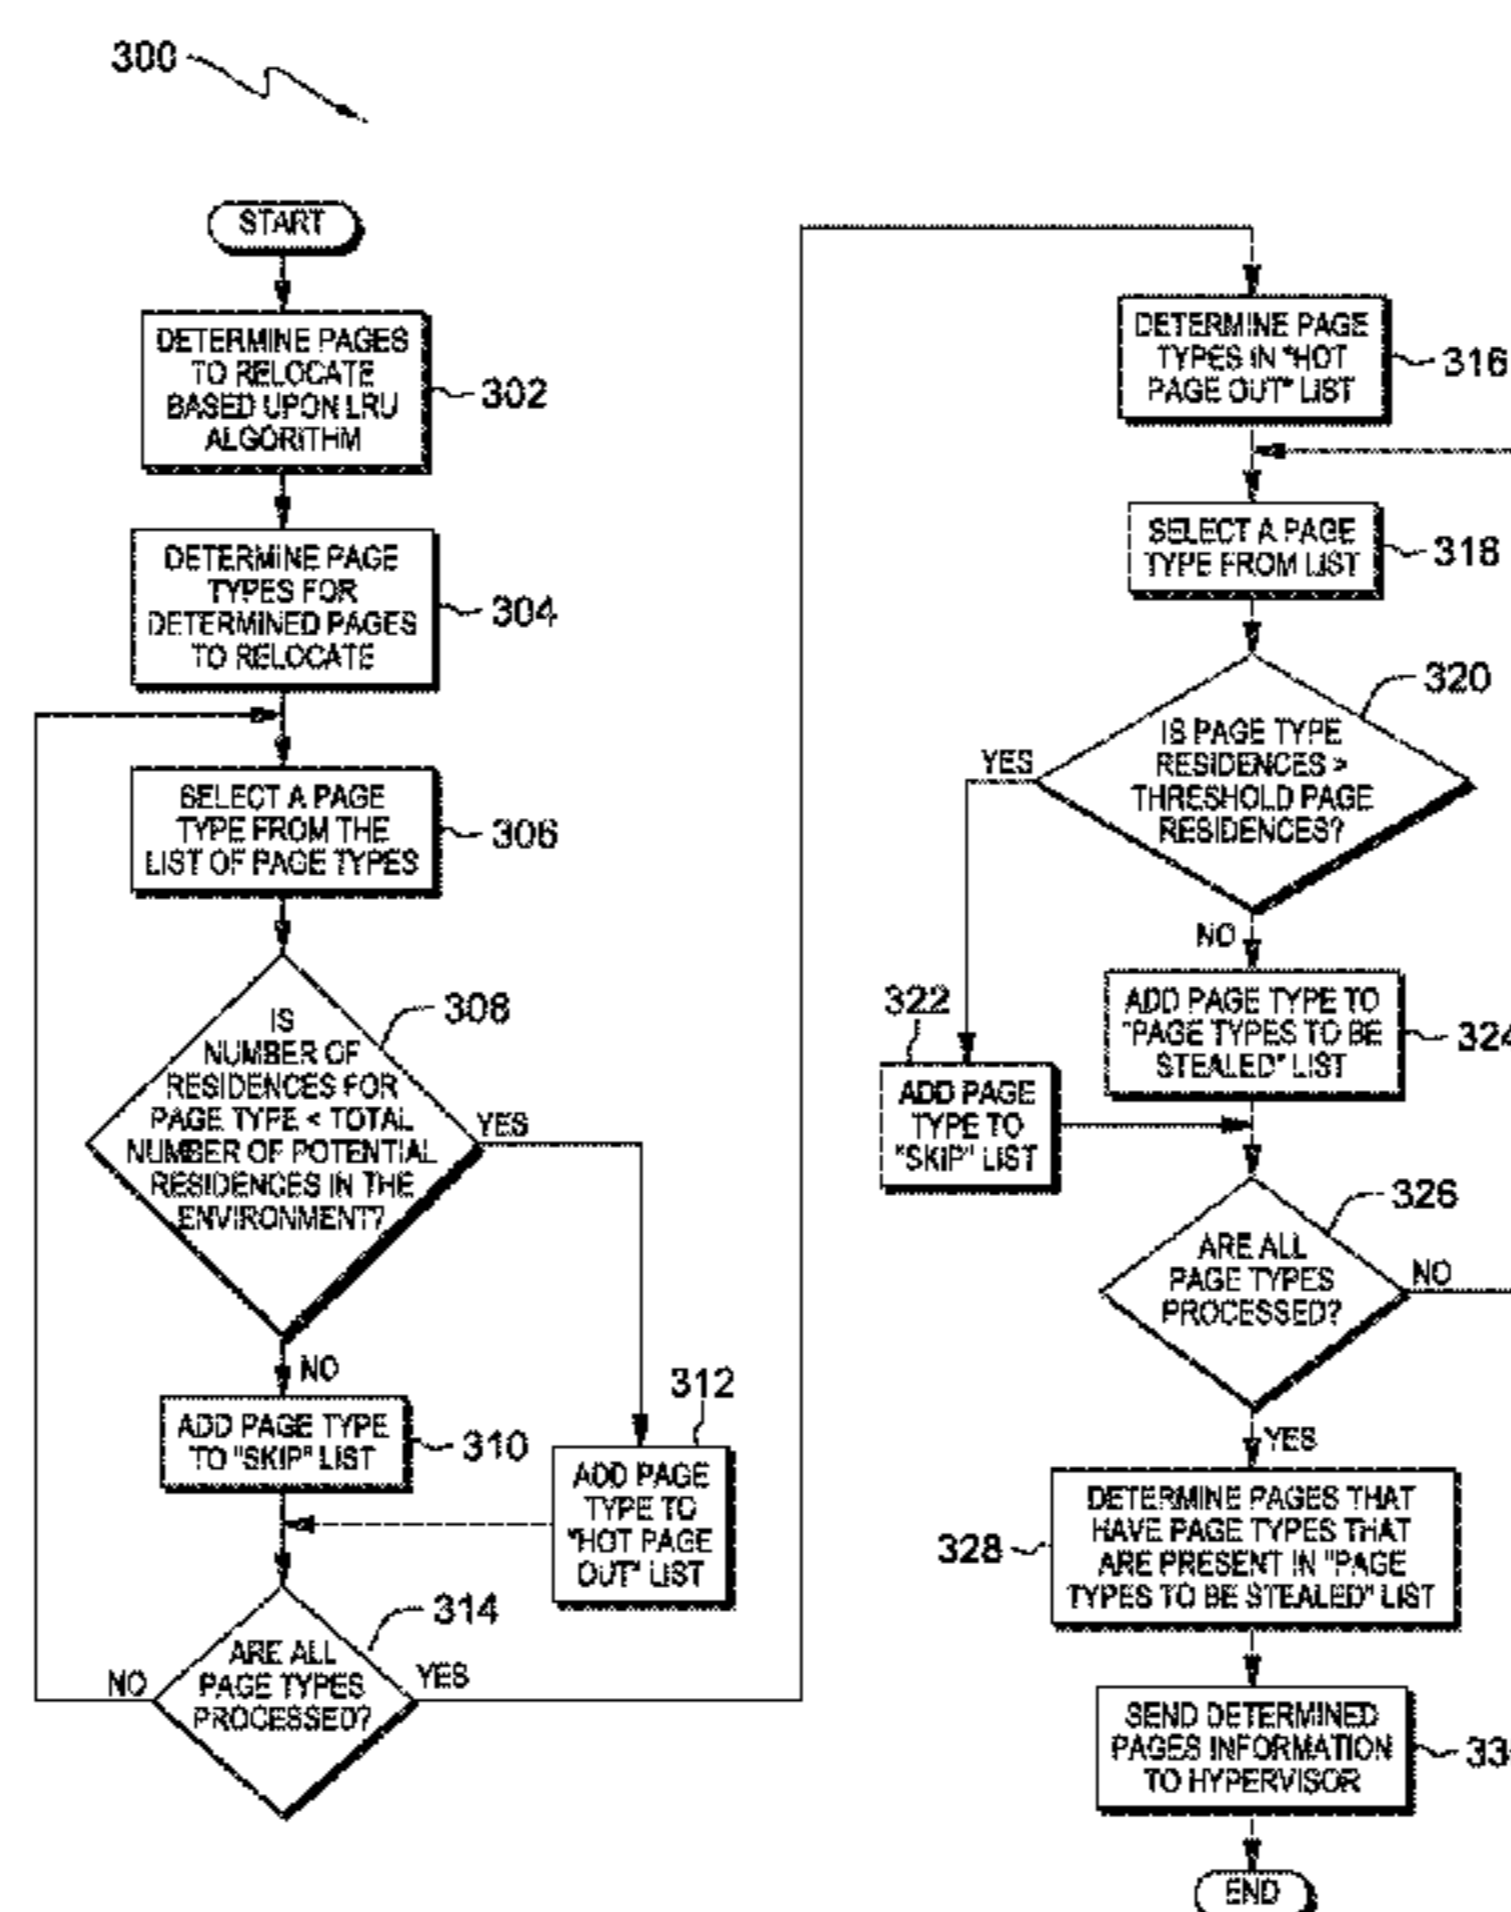 300
START
DETERMINE PAGES
TO RELOCATE
BASED UPON LRU
ALGORITHM
302
DETERMINE PAGE
TYPES FOR
DETERMINED PAGES
TO RELOCATE
304
SELECT A PAGE
TYPE FROM THE
LIST OF PAGE TYPES
306
IS
NUMBER OF
RESIDENCES FOR
PAGE TYPE < TOTAL
NUMBER OF POTENTIAL
RESIDENCES IN THE
ENVIRONMENT?
308
YES
NO
ADD PAGE TYPE
TO "SKIP" LIST
310
312
ADD PAGE
TYPE TO
"HOT PAGE
OUT" LIST
ARE ALL
PAGE TYPES
PROCESSED?
314
NO
YES
DETERMINE PAGE
TYPES IN "HOT
PAGE OUT" LIST
316
SELECT A PAGE
TYPE FROM LIST
318
IS PAGE TYPE
RESIDENCES >
THRESHOLD PAGE
RESIDENCES?
320
YES
NO
322
ADD PAGE
TYPE TO
"SKIP" LIST
ADD PAGE TYPE TO
"PAGE TYPES TO BE
STEALED" LIST
324
ARE ALL
PAGE TYPES
PROCESSED?
326
NO
YES
DETERMINE PAGES THAT
HAVE PAGE TYPES THAT
ARE PRESENT IN "PAGE
TYPES TO BE STEALED" LIST
328
SEND DETERMINED
PAGES INFORMATION
TO HYPERVISOR
END